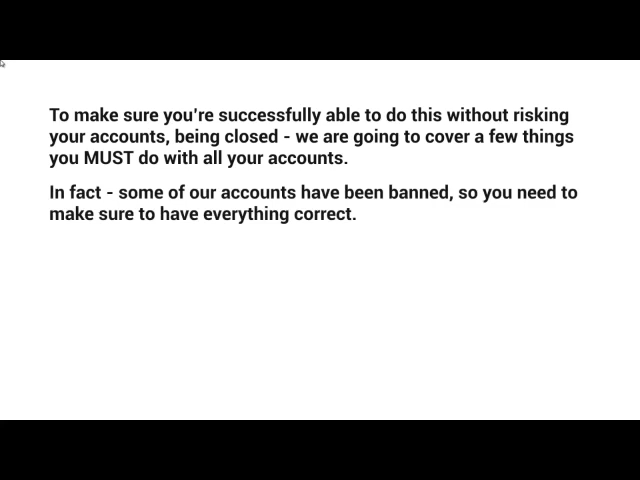 To make sure you're successfully able to do this without risking
your accounts, being closed - we are going to cover a few things
you MUST do with all your accounts.
In fact - some of our accounts have been banned, so you need to
make sure to have everything correct.